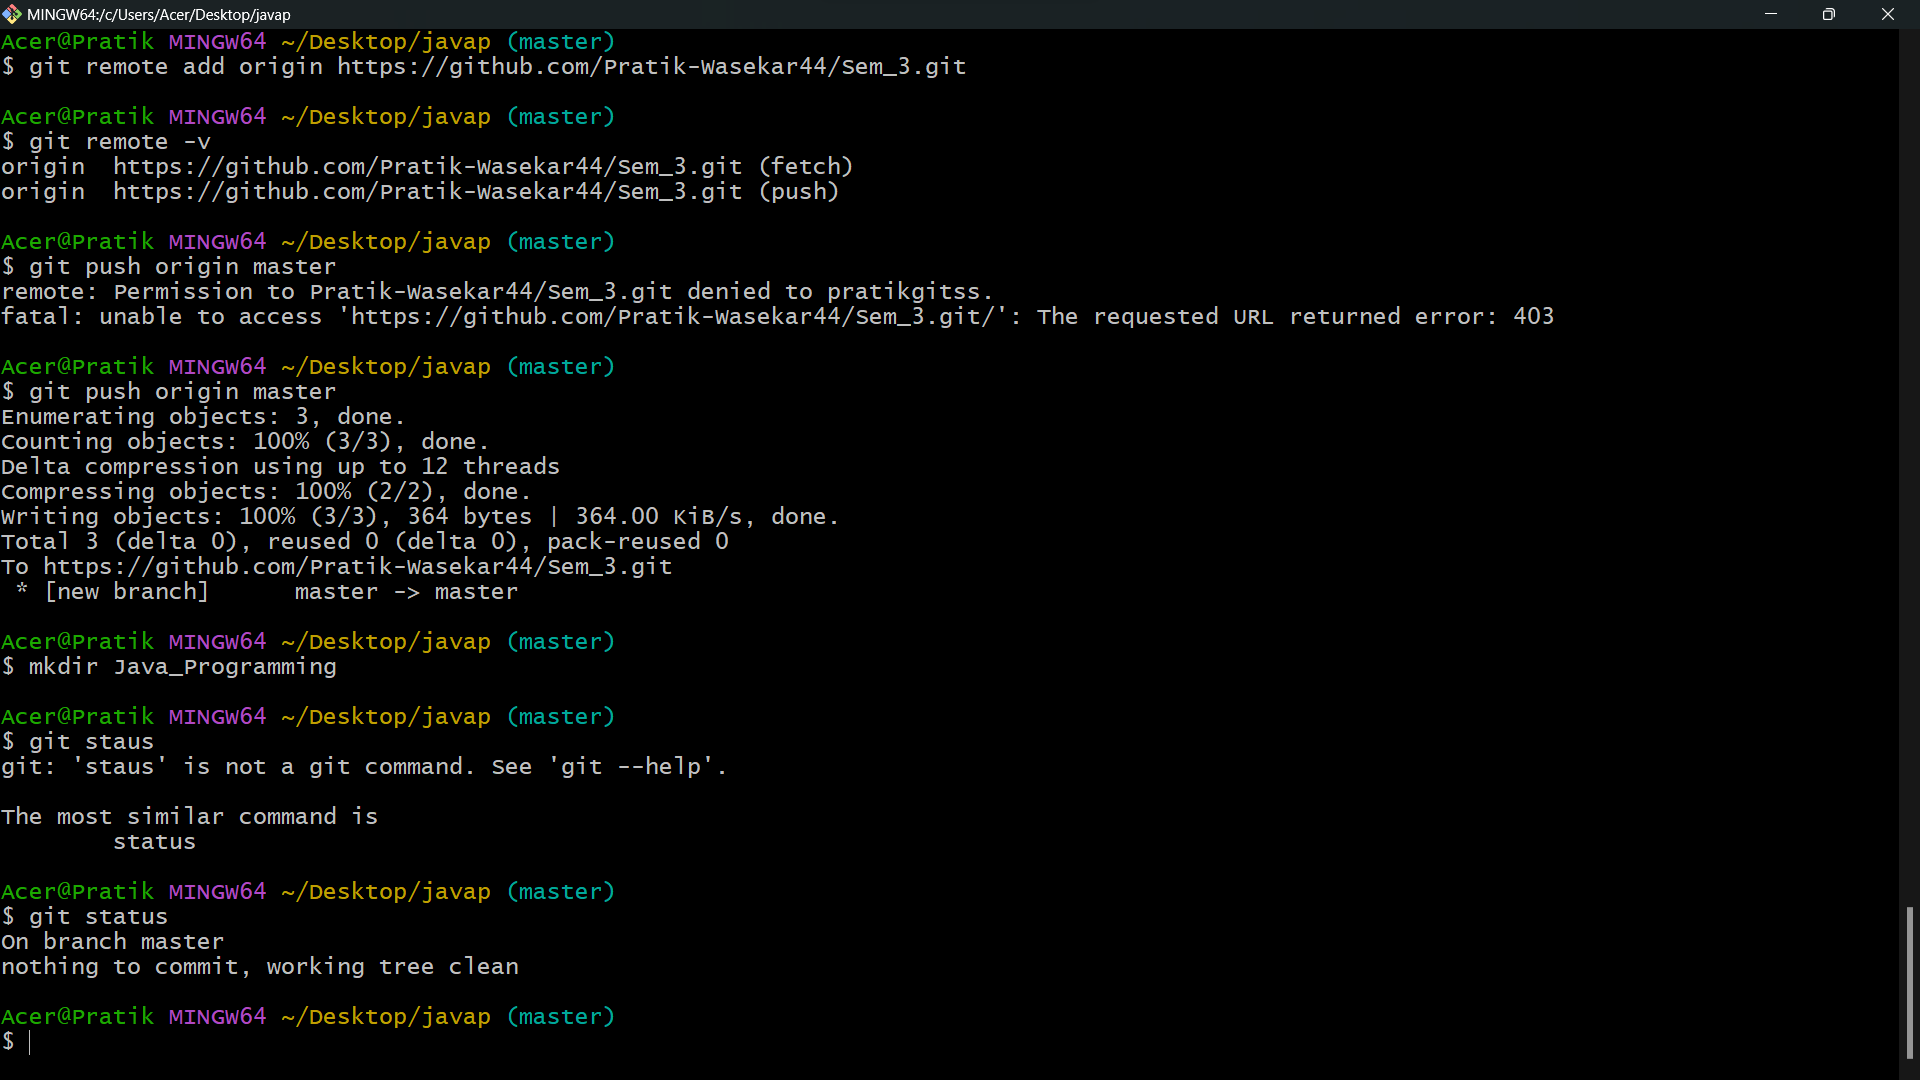 MINGW64:/c/Users/Acer/Desktop/javap
Acer@Pratik MINGW64 ~/Desktop/javap (master)
$ git remote add origin https://github.com/Pratik-Wasekar44/Sem_3.git
Acer@Pratik MINGW64 ~/Desktop/javap (master)
$ git remote -v
origin  https://github.com/Pratik-Wasekar44/Sem_3.git (fetch)
origin  https://github.com/Pratik-Wasekar44/Sem_3.git (push)
Acer@Pratik MINGW64 ~/Desktop/javap (master)
$ git push origin master
remote: Permission to Pratik-Wasekar44/Sem_3.git denied to pratikgitss.
fatal: unable to access 'https://github.com/Pratik-Wasekar44/Sem_3.git/': The requested URL returned error: 403
Acer@Pratik MINGW64 ~/Desktop/javap (master)
$ git push origin master
Enumerating objects: 3, done.
Counting objects: 100% (3/3), done.
Delta compression using up to 12 threads
Compressing objects: 100% (2/2), done.
Writing objects: 100% (3/3), 364 bytes | 364.00 KiB/s, done.
Total 3 (delta 0), reused 0 (delta 0), pack-reused 0
To https://github.com/Pratik-Wasekar44/Sem_3.git
 * [new branch]      master -> master
Acer@Pratik MINGW64 ~/Desktop/javap (master)
$ mkdir Java_Programming
Acer@Pratik MINGW64 ~/Desktop/javap (master)
$ git staus
git: 'staus' is not a git command. See 'git --help'.
The most similar command is
        status
Acer@Pratik MINGW64 ~/Desktop/javap (master)
$ git status
On branch master
nothing to commit, working tree clean
Acer@Pratik MINGW64 ~/Desktop/javap (master)
$